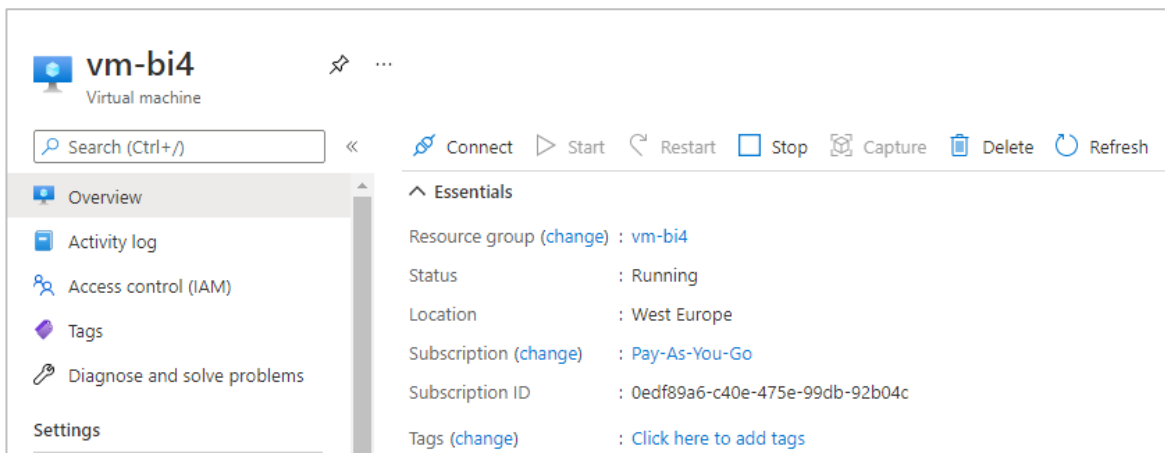 vm-bi4
Virtual machine
Search (Ctrl+/)
Overview
Activity log
Access control (IAM)
Tags
Diagnose and solve problems
Settings
Connect Start Restart Stop Capture Delete Refresh
Essentials
Resource group (change) : vm-bi4
Status : Running
Location : West Europe
Subscription (change) : Pay-As-You-Go
Subscription ID : 0edf89a6-c40e-475e-99db-92b04c
Tags (change) : Click here to add tags